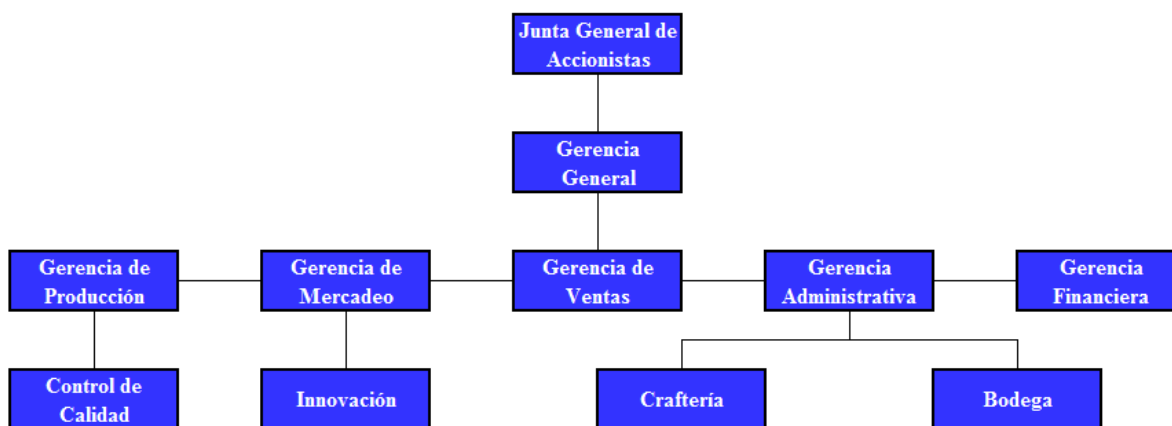 Junta General de
Accionistas
Gerencia
General
Gerencia de
Producción
Gerencia de
Mercadeo
Gerencia de
Ventas
Gerencia
Administrativa
Gerencia
Financiera
Control de
Calidad
Innovación
Craftería
Bodega